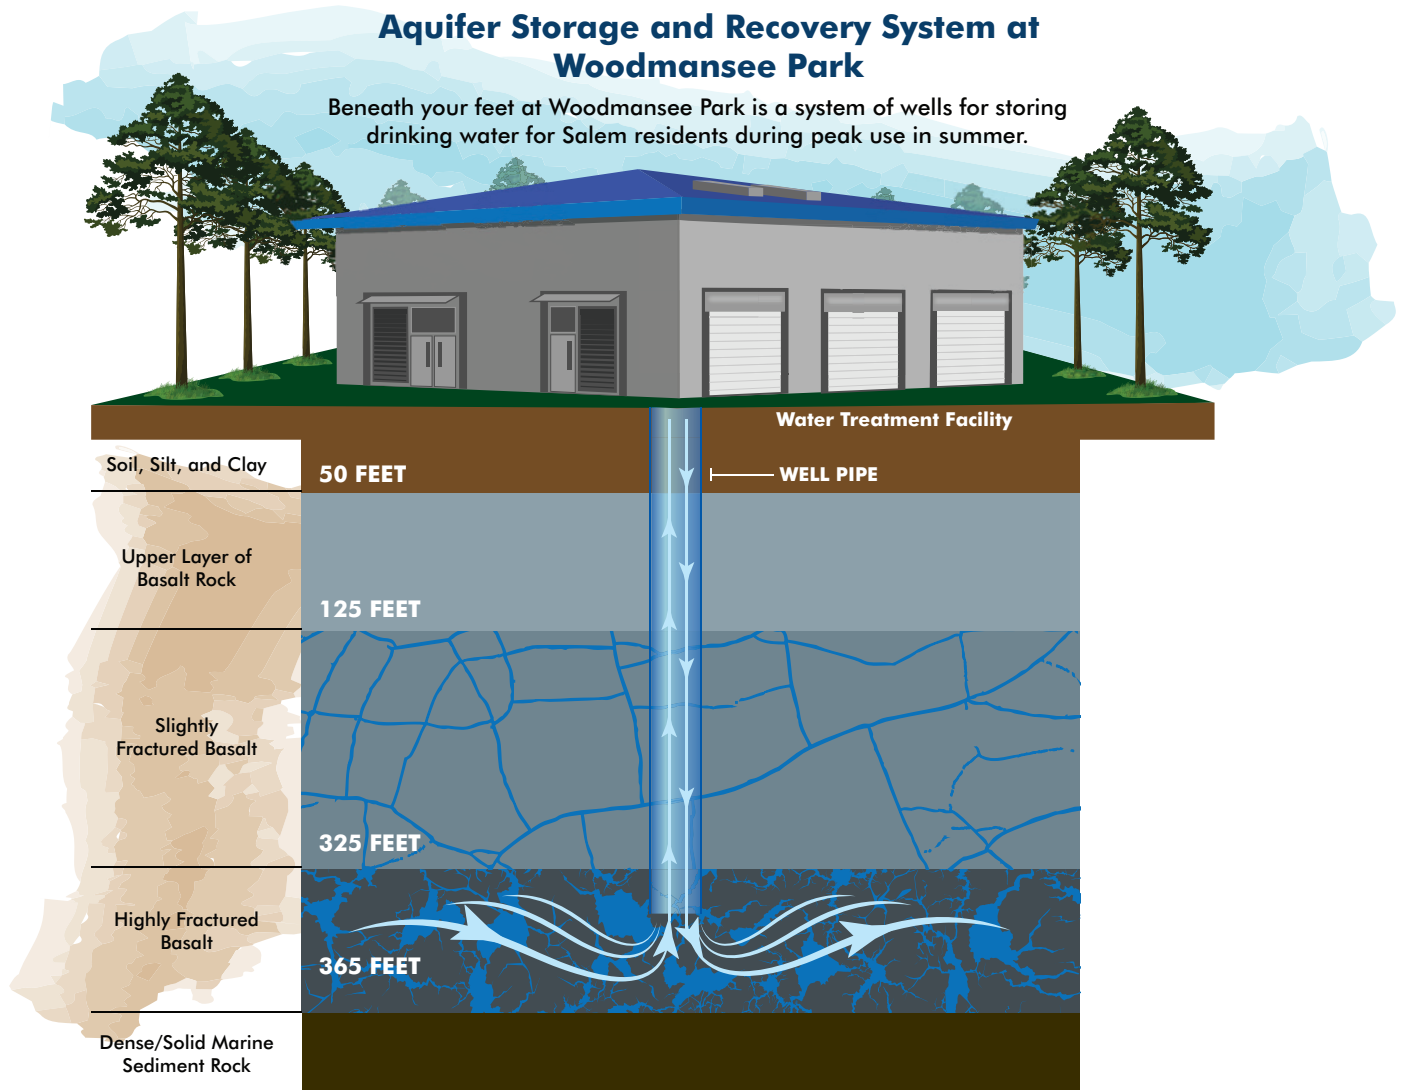 Aquifer Storage and Recovery System at
Woodmansee Park
Beneath your feet at Woodmansee Park is a system of wells for storing
drinking water for Salem residents during peak use in summer.
Water Treatment Facility
Soil, Silt, and Clay
50 FEET
WELL PIPE
Upper Layer of
Basalt Rock
125 FEET
Slightly
Fractured Basalt
325 FEET
Highly Fractured
Basalt
365 FEET
Dense/Solid Marine
Sediment Rock